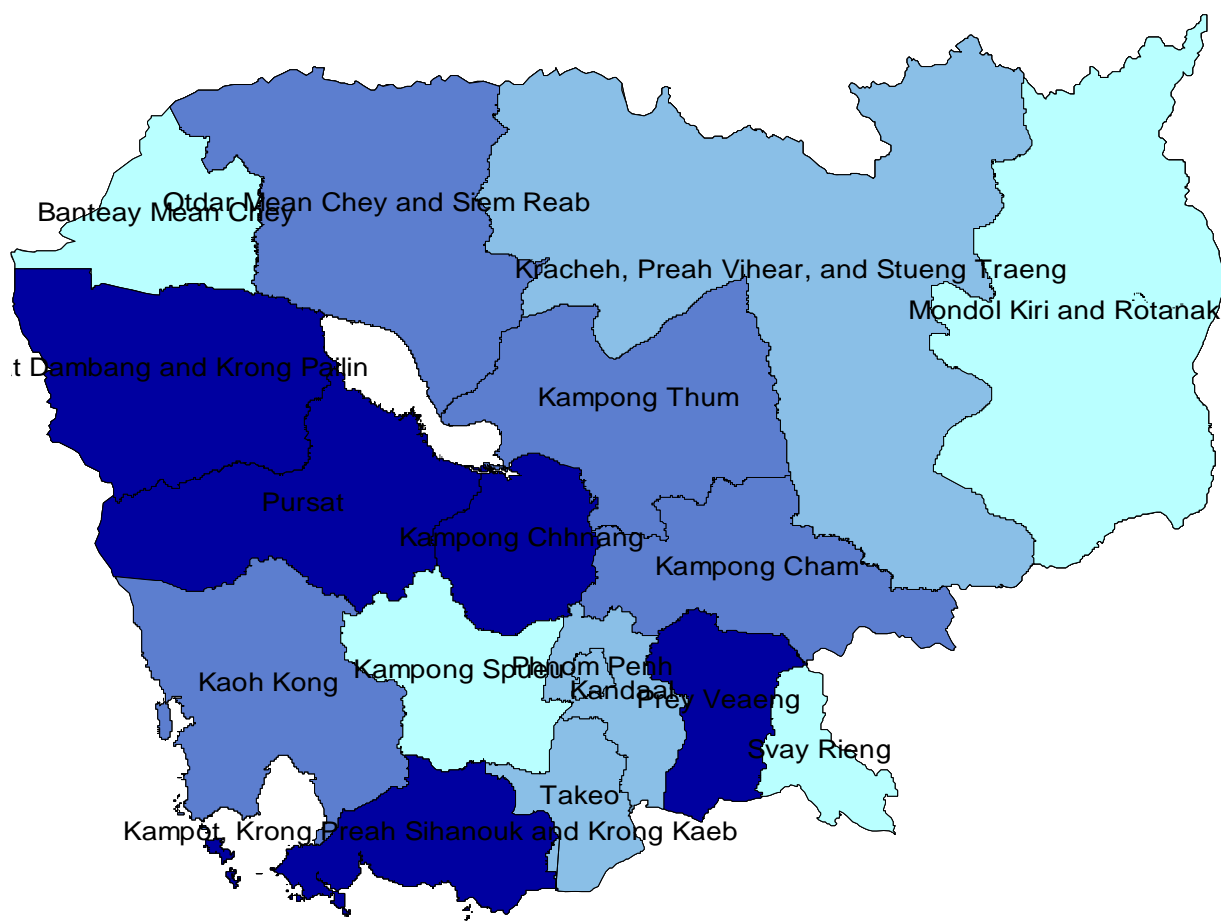 Otdar Mean Chey and Siem Reab
Banteay Mean Chey
Kracheh, Preah Vihear, and Stueng Traeng
Mondol Kiri and Rotanak
t Dambang and Krong Pailin
Kampong Thum
Pursat
Kampong Chhnang
Kampong Cham
Phnom Penh
Kampong Spueu
Kaoh Kong
Kandaal
Prey Veaeng
Svay Rieng
Takeo
Kampot, Krong Preah Sihanouk and Krong Kaeb